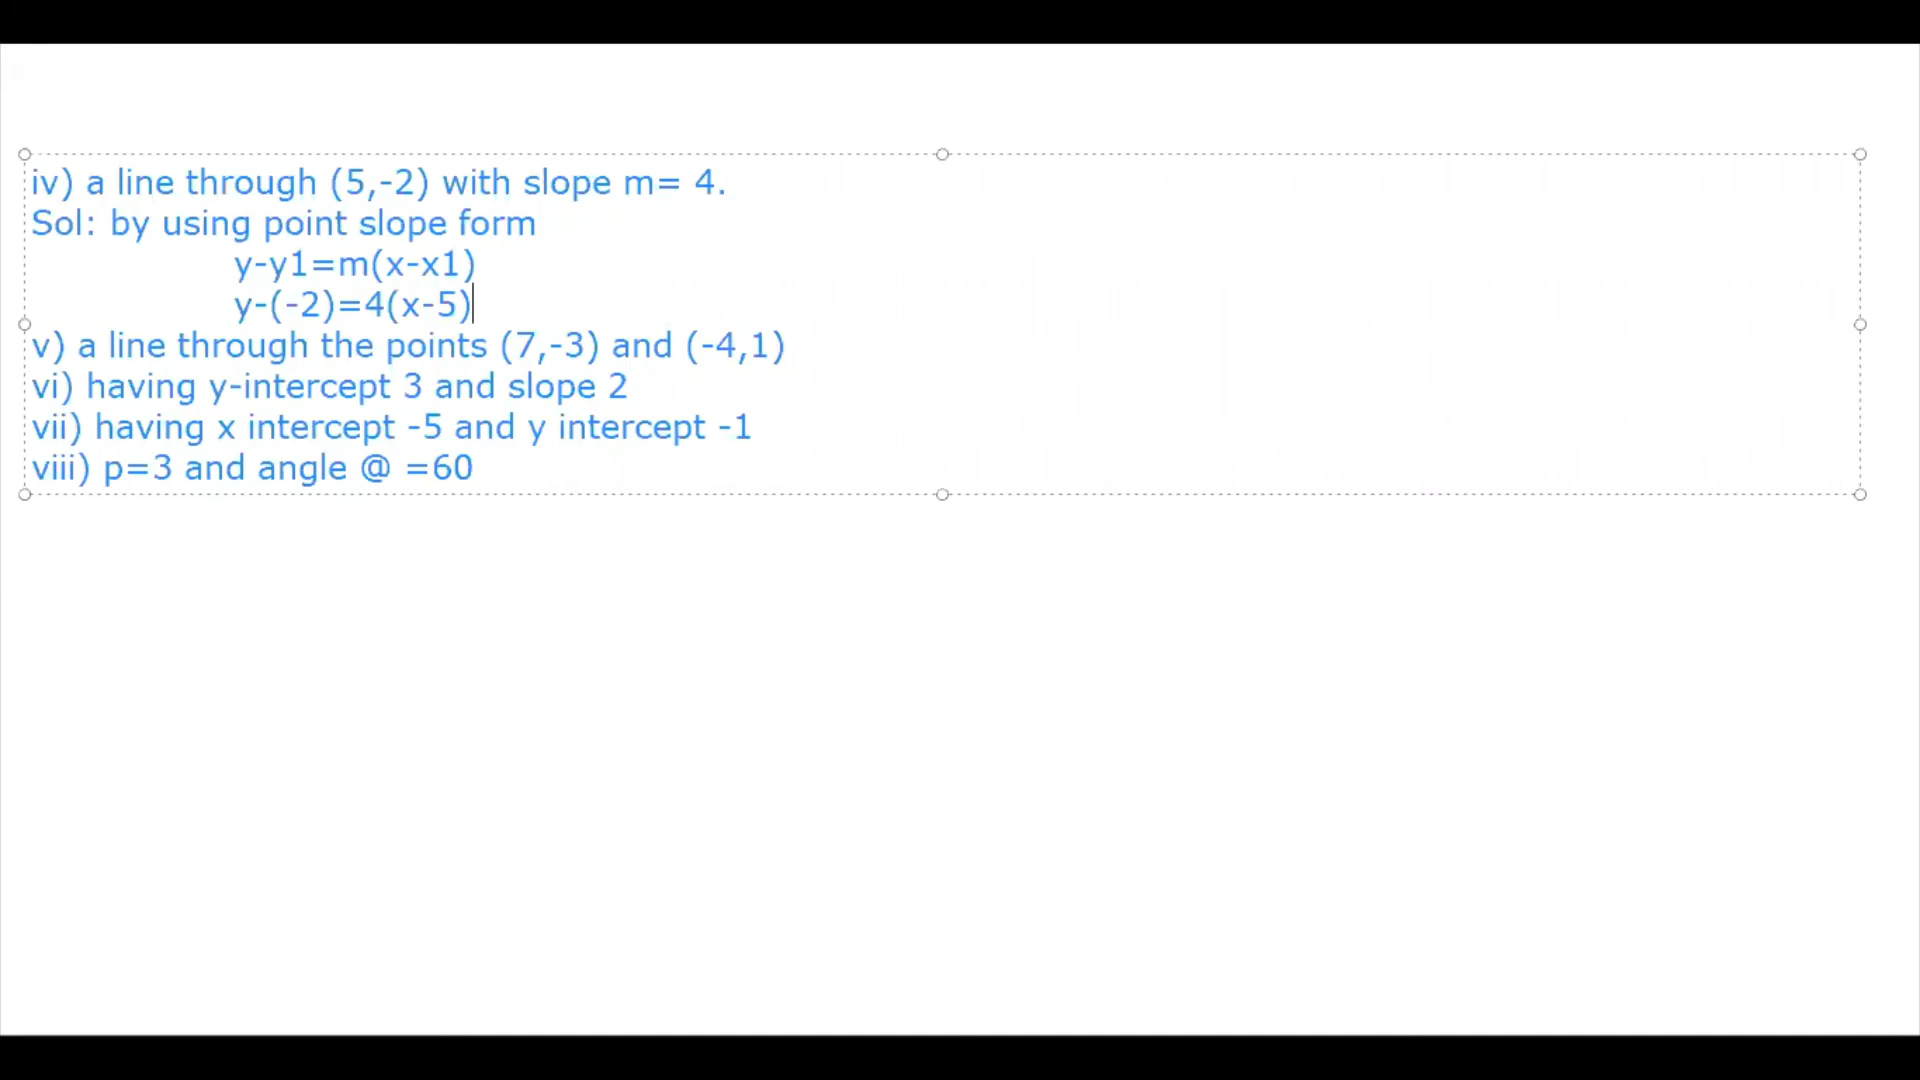 iv) a line through (5,-2) with slope m= 4.
Sol: by using point slope form
y-y1=m(x-x1)
y-(-2)=4(x-5)
v) a line through the points (7,-3) and (-4,1)
vi) having y-intercept 3 and slope 2
vii) having x intercept -5 and y intercept -1
viii) p=3 and angle @ =60